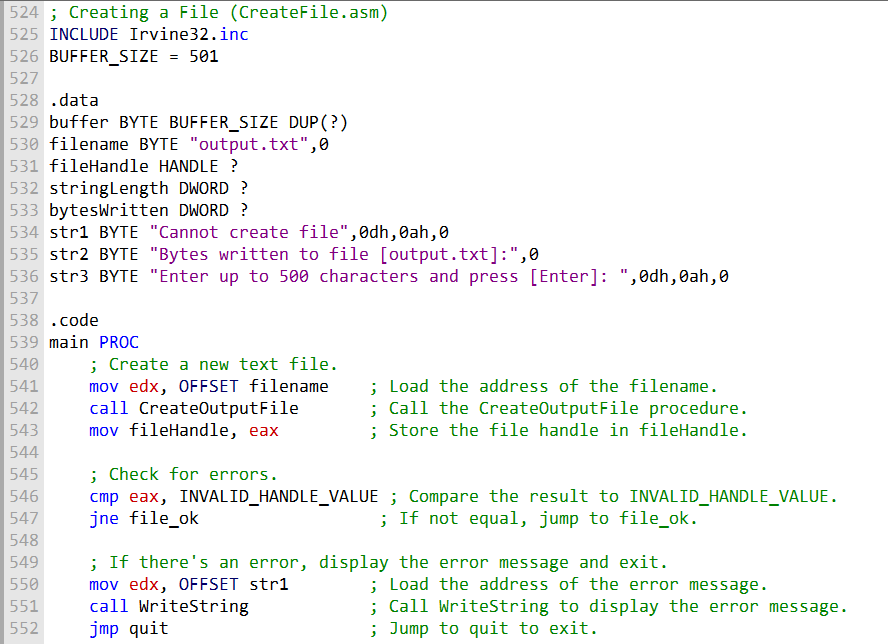 524 ; Creating a File (CreateFile.asm)
525 INCLUDE Irvine32.inc
526 BUFFER_SIZE = 501
527
528 .data
529 buffer BYTE BUFFER_SIZE DUP(?)
530 filename BYTE "output.txt",0
531 fileHandle HANDLE ?
532 stringLength DWORD ?
533 bytesWritten DWORD ?
534 str1 BYTE "Cannot create file",0dh,0ah,0
535 str2 BYTE "Bytes written to file [output.txt]:",0
536 str3 BYTE "Enter up to 500 characters and press [Enter]: ",0dh,0ah,0
537
538 .code
539 main PROC
540     ; Create a new text file.
541     mov edx, OFFSET filename    ; Load the address of the filename.
542     call CreateOutputFile       ; Call the CreateOutputFile procedure.
543     mov fileHandle, eax         ; Store the file handle in fileHandle.
544
545     ; Check for errors.
546     cmp eax, INVALID_HANDLE_VALUE ; Compare the result to INVALID_HANDLE_VALUE.
547     jne file_ok                  ; If not equal, jump to file_ok.
548
549     ; If there's an error, display the error message and exit.
550     mov edx, OFFSET str1        ; Load the address of the error message.
551     call WriteString            ; Call WriteString to display the error message.
552     jmp quit                    ; Jump to quit to exit.